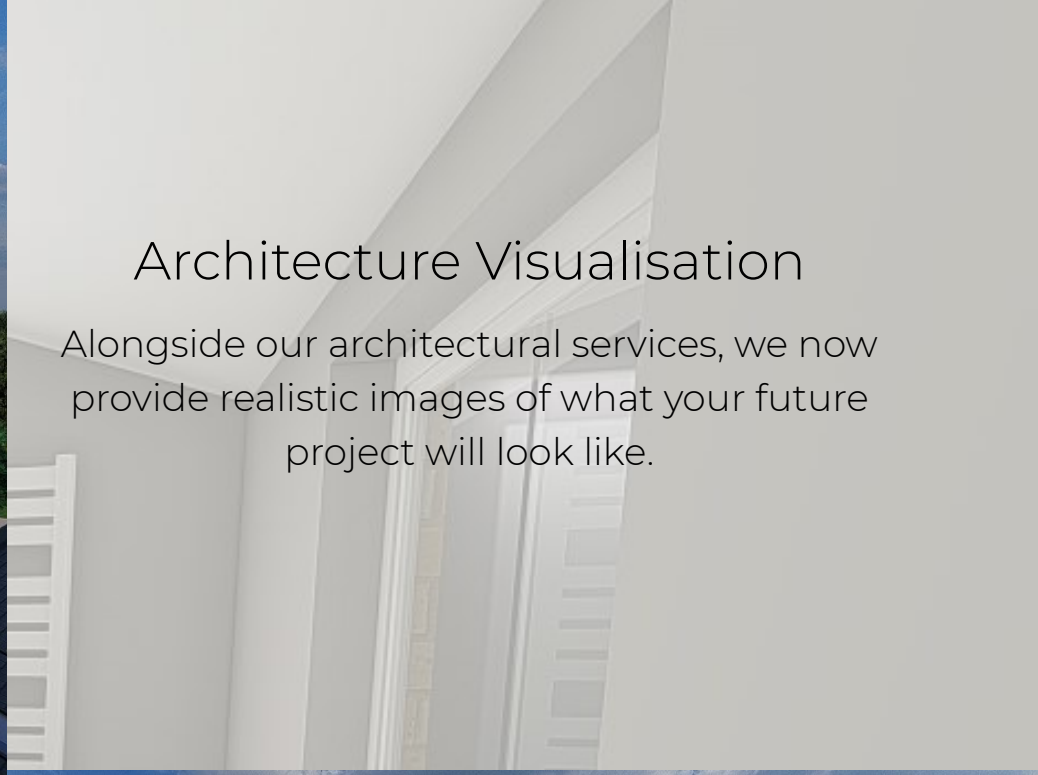 Architecture Visualisation
Alongside our architectural services, we now
provide realistic images of what your future
project will look like.